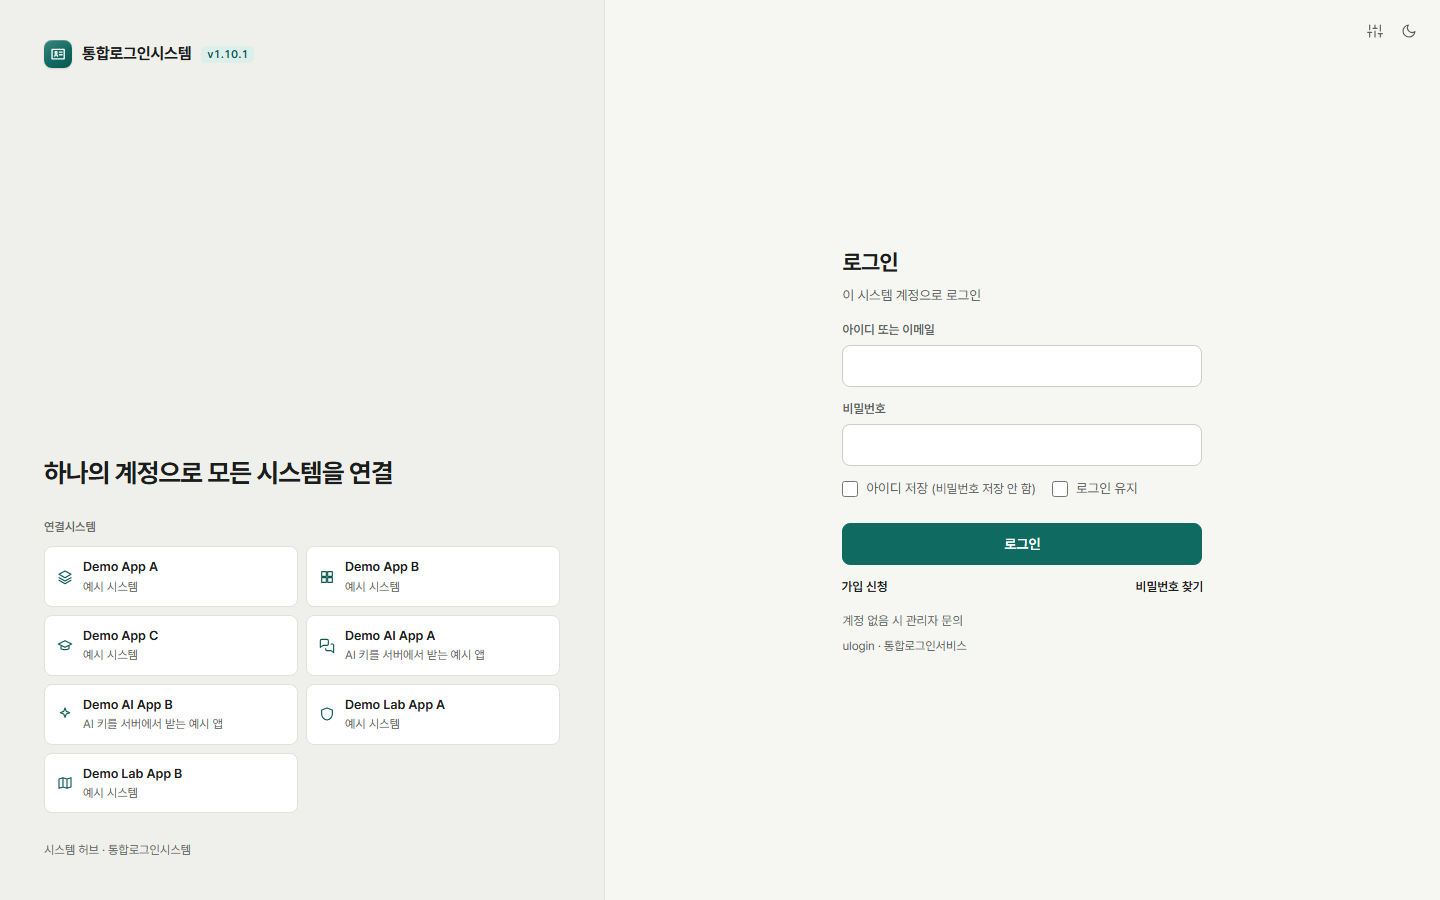 통합로그인시스템 v1.10.1
하나의 계정으로 모든 시스템을 연결
연결시스템
Demo App A
예시 시스템
Demo App B
예시 시스템
Demo App C
예시 시스템
Demo AI App A
AI 키를 서버에서 받는 예시 앱
Demo AI App B
AI 키를 서버에서 받는 예시 앱
Demo Lab App A
예시 시스템
Demo Lab App B
예시 시스템
시스템 허브 · 통합로그인시스템
로그인
이 시스템 계정으로 로그인
아이디 또는 이메일
비밀번호
아이디 저장 (비밀번호 저장 안 함) 로그인 유지
로그인
가입 신청 비밀번호 찾기
계정 없음 시 관리자 문의
ulogin · 통합로그인서비스